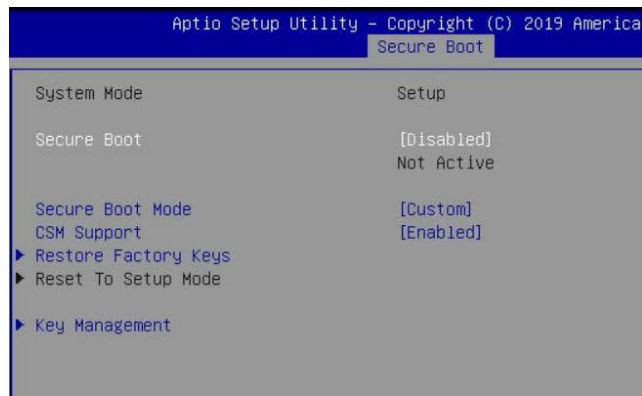 Aptio Setup Utility – Copyright (C) 2019 America
Secure Boot
System Mode Setup
Secure Boot [Disabled]
Not Active
Secure Boot Mode [Custom]
CSM Support [Enabled]
Restore Factory Keys
Reset To Setup Mode
Key Management